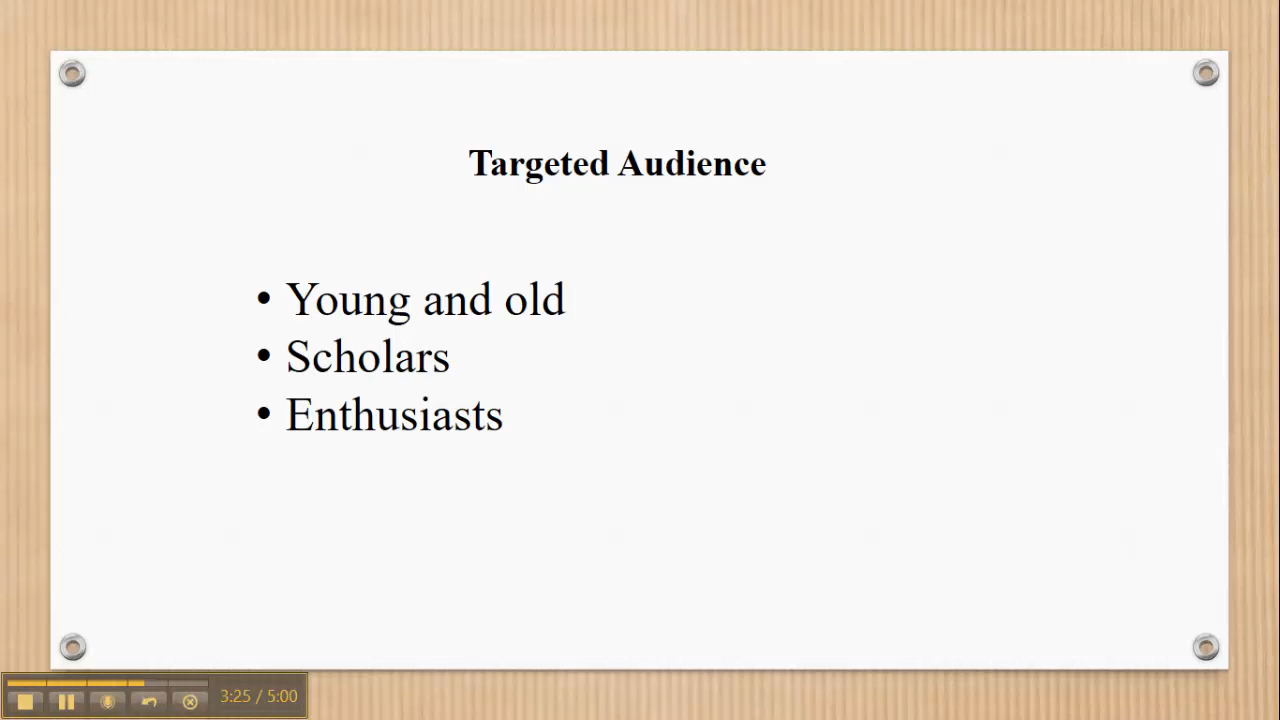 Targeted Audience
• Young and old
• Scholars
• Enthusiasts
3:25 / 5:00